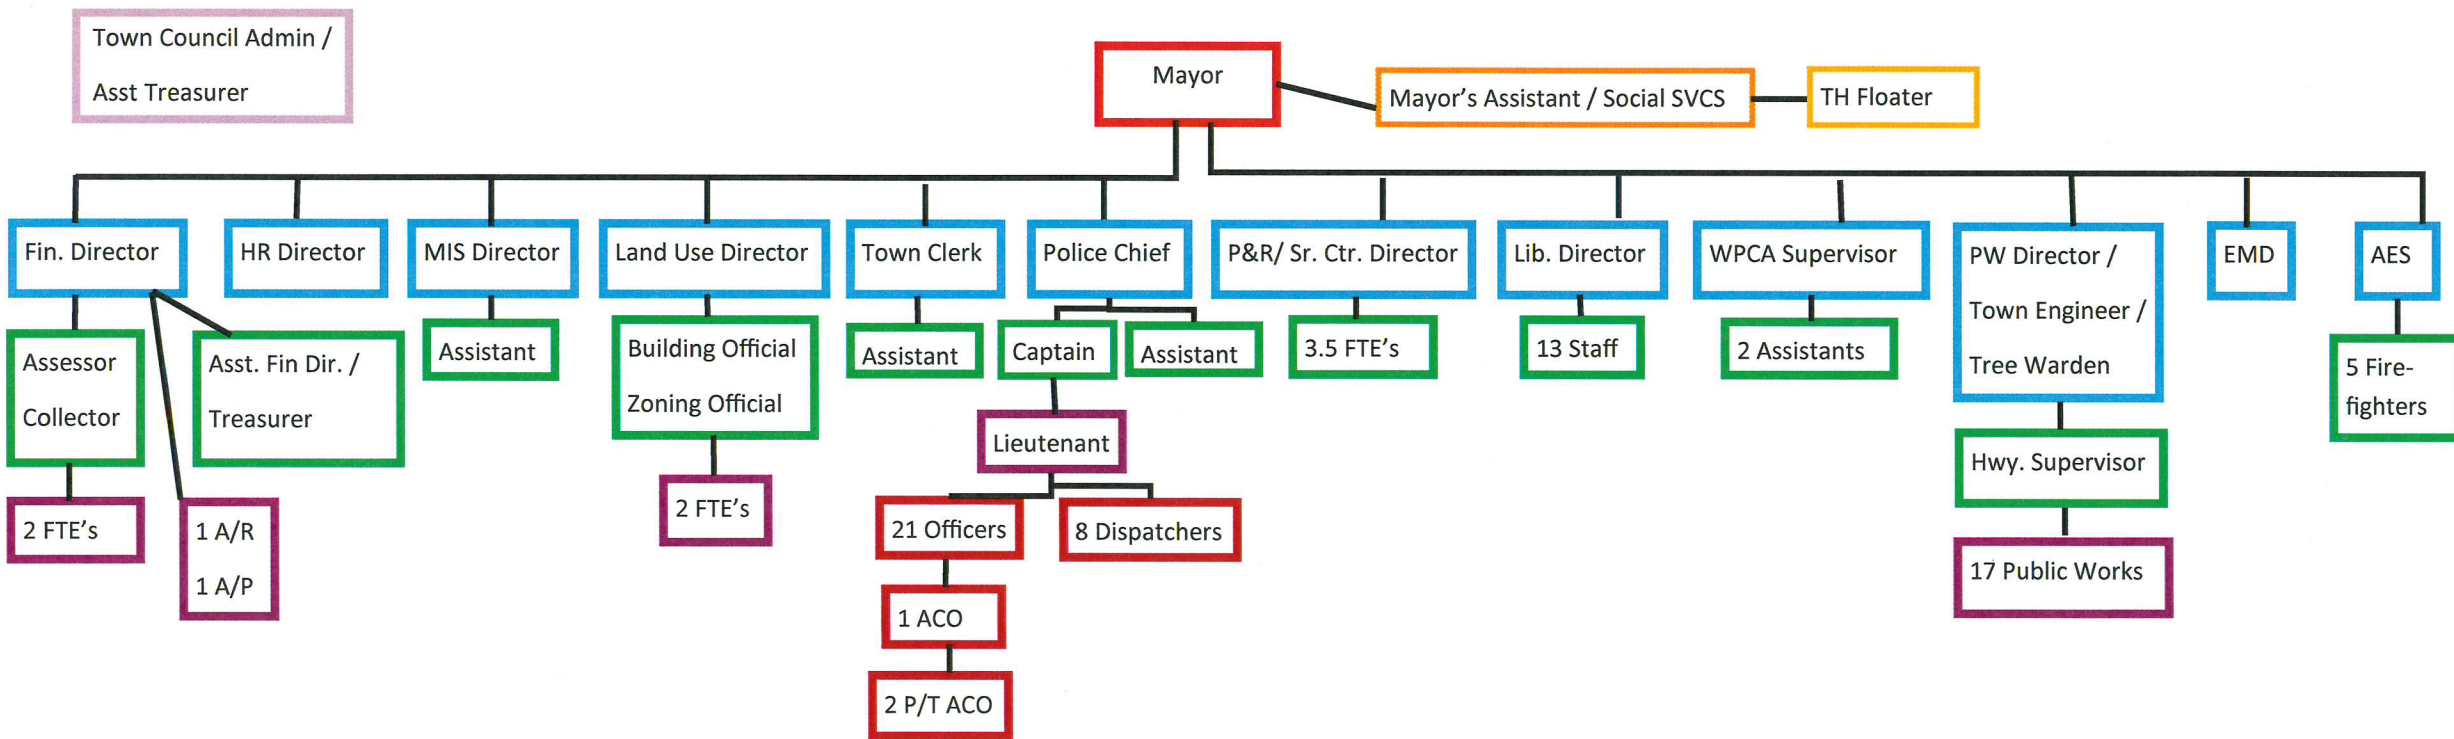 Town Council Admin /
Asst Treasurer
Mayor
Mayor’s Assistant / Social SVCS
TH Floater
Fin. Director
HR Director
MIS Director
Land Use Director
Town Clerk
Police Chief
P&R/ Sr. Ctr. Director
Lib. Director
WPCA Supervisor
PW Director /
Town Engineer /
Tree Warden
EMD
AES
Assessor
Collector
Asst. Fin Dir. /
Treasurer
Assistant
Building Official
Zoning Official
Assistant
Captain
Assistant
3.5 FTE’s
13 Staff
2 Assistants
5 Fire-
fighters
Lieutenant
Hwy. Supervisor
2 FTE’s
1 A/R
1 A/P
2 FTE’s
21 Officers
8 Dispatchers
17 Public Works
1 ACO
2 P/T ACO